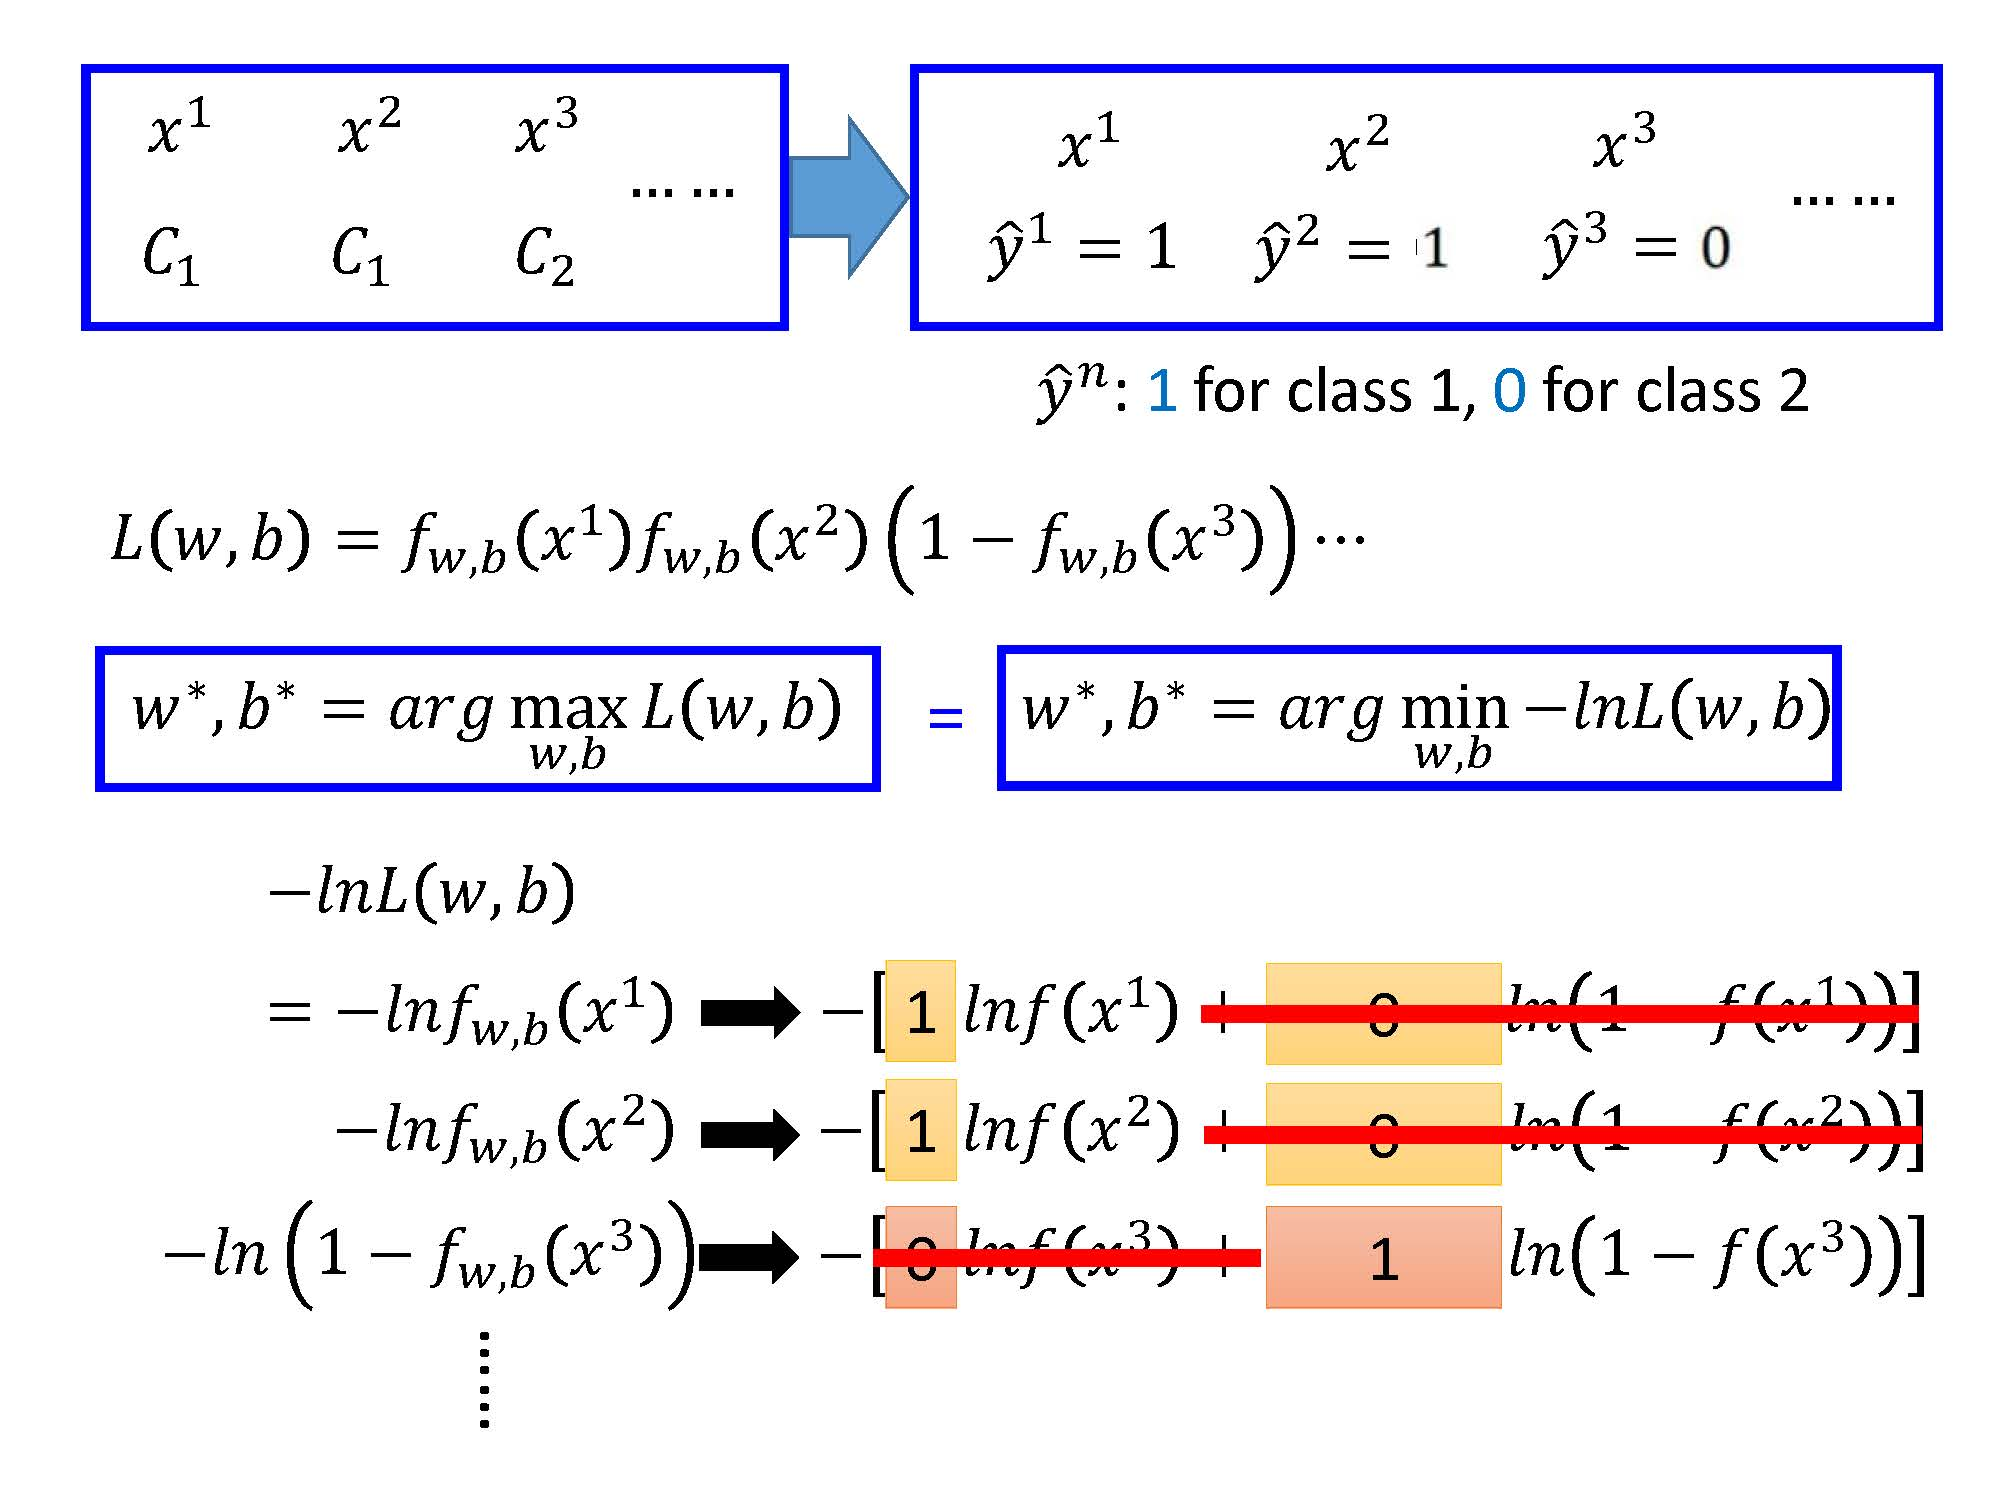 x¹ x² x³ … …
C₁ C₁ C₂
x¹ x² x³ … …
ŷ¹ = 1 ŷ² = 1 ŷ³ = 0
ŷⁿ: 1 for class 1, 0 for class 2
L(w, b) = f_{w,b}(x¹)f_{w,b}(x²)(1 − f_{w,b}(x³)) ⋯
w*, b* = arg max_{w,b} L(w, b) = w*, b* = arg min_{w,b} −lnL(w, b)
−lnL(w, b)
= −lnf_{w,b}(x¹) ➡ −[1 lnf(x¹) + 0 ln(1 − f(x¹))]
−lnf_{w,b}(x²) ➡ −[1 lnf(x²) + 0 ln(1 − f(x²))]
−ln(1 − f_{w,b}(x³)) ➡ −[0 lnf(x³) + 1 ln(1 − f(x³))]
⋮